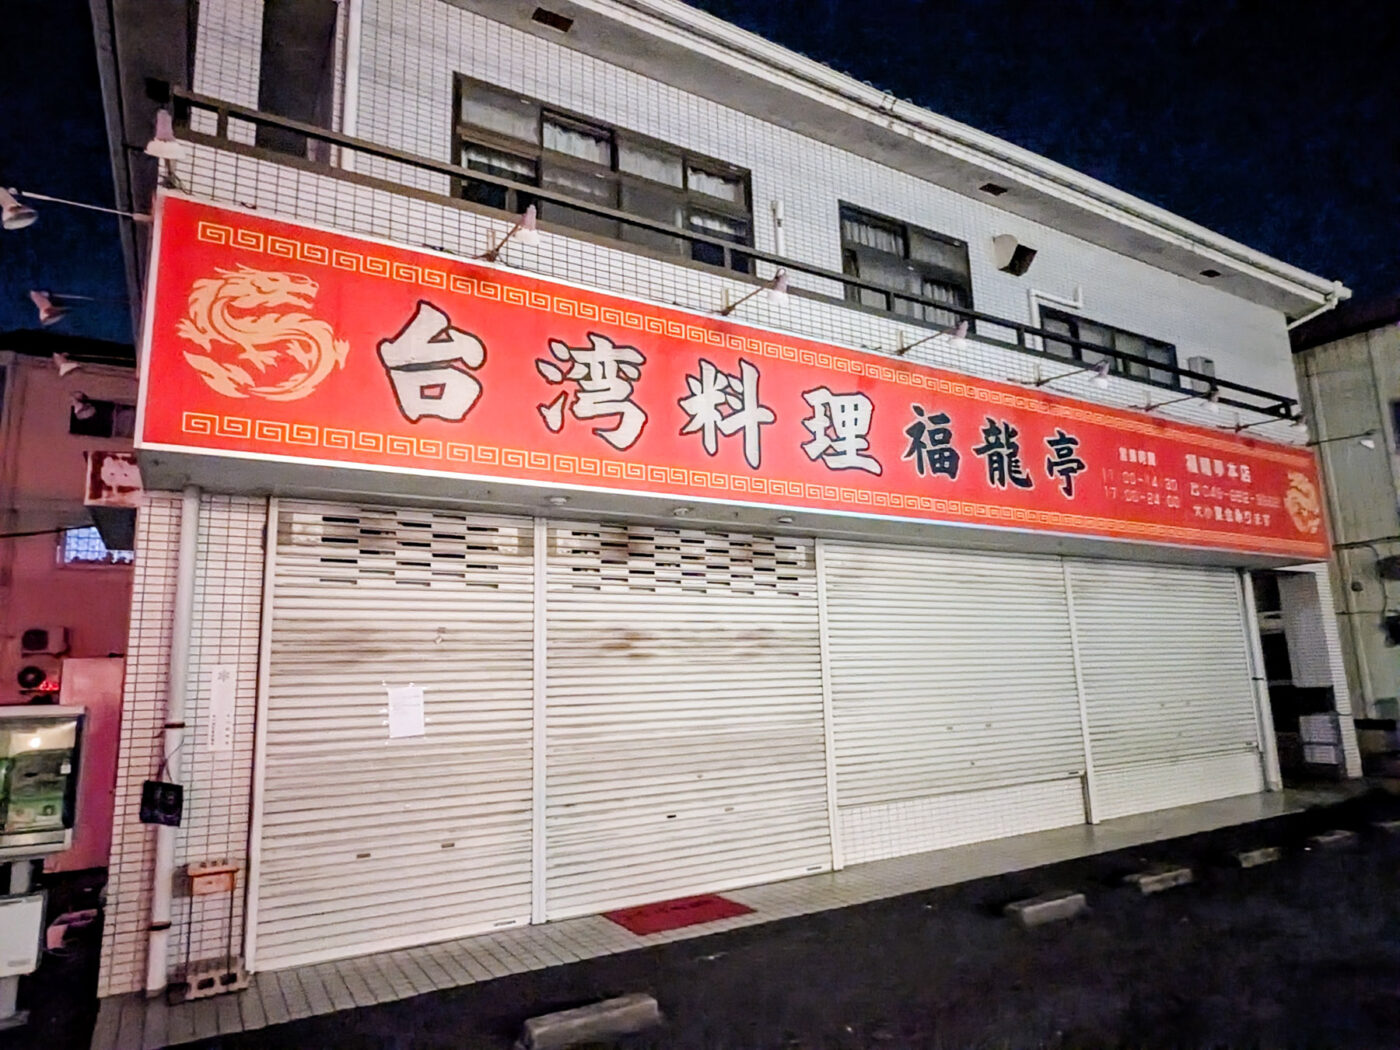 台湾料理 福龍亭
営業時間
11:00-14:30
17:00-24:00
福龍亭本店
大小宴会あります